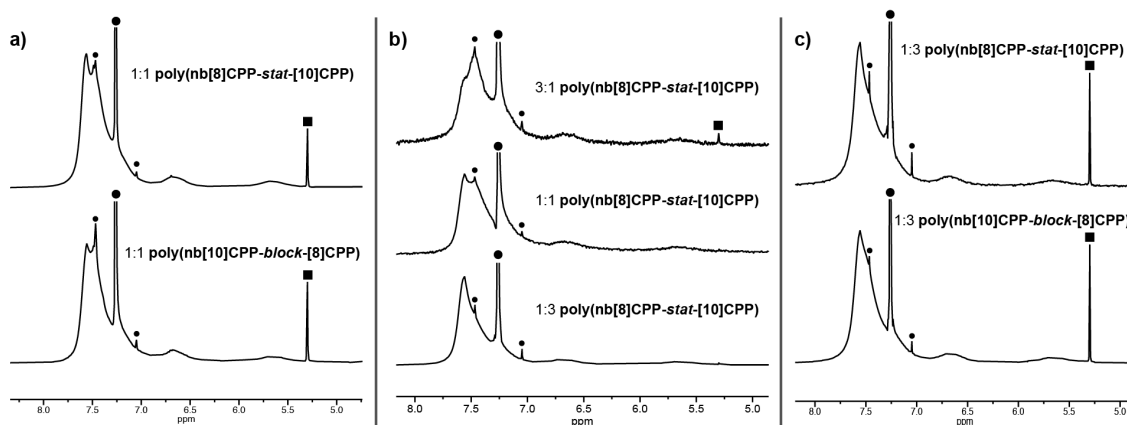 a)
1:1 poly(nb[8]CPP-stat-[10]CPP)
1:1 poly(nb[10]CPP-block-[8]CPP)
8.0 7.5 7.0 6.5 6.0 5.5 5.0
ppm
b)
3:1 poly(nb[8]CPP-stat-[10]CPP)
1:1 poly(nb[8]CPP-stat-[10]CPP)
1:3 poly(nb[8]CPP-stat-[10]CPP)
8.0 7.5 7.0 6.5 6.0 5.5 5.0
ppm
c)
1:3 poly(nb[8]CPP-stat-[10]CPP)
1:3 poly(nb[10]CPP-block-[8]CPP)
8.0 7.5 7.0 6.5 6.0 5.5 5.0
ppm